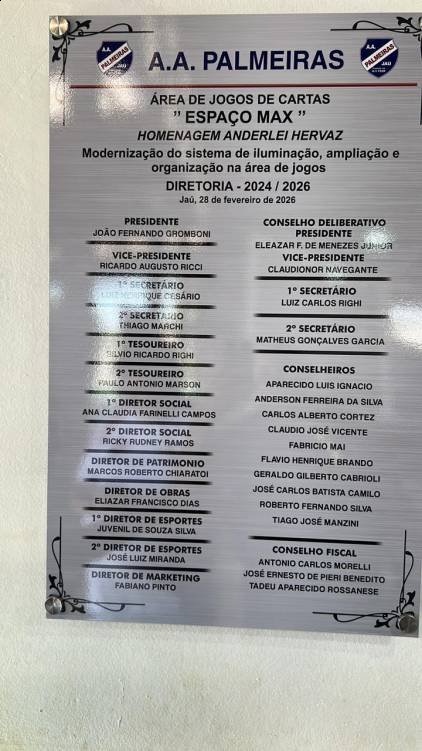 A.A.
PALMEIRAS
JAÚ
A.A. PALMEIRAS
A.A.
PALMEIRAS
JAÚ
ÁREA DE JOGOS DE CARTAS
" ESPAÇO MAX "
HOMENAGEM ANDERLEI HERVAZ
Modernização do sistema de iluminação, ampliação e
organização na área de jogos
DIRETORIA - 2024 / 2026
Jaú, 28 de fevereiro de 2026
PRESIDENTE
JOÃO FERNANDO GROMBONI
VICE-PRESIDENTE
RICARDO AUGUSTO RICCI
1º SECRETÁRIO
LUIZ HENRIQUE CESÁRIO
2º SECRETÁRIO
THIAGO MARCHI
1º TESOUREIRO
SILVIO RICARDO RIGHI
2º TESOUREIRO
PAULO ANTONIO MARSON
1º DIRETOR SOCIAL
ANA CLAUDIA FARINELLI CAMPOS
2º DIRETOR SOCIAL
RICKY RUDNEY RAMOS
DIRETOR DE PATRIMONIO
MARCOS ROBERTO CHIARATOI
DIRETOR DE OBRAS
ELIAZAR FRANCISCO DIAS
1º DIRETOR DE ESPORTES
JUVENIL DE SOUZA SILVA
2º DIRETOR DE ESPORTES
JOSÉ LUIZ MIRANDA
DIRETOR DE MARKETING
FABIANO PINTO
CONSELHO DELIBERATIVO
PRESIDENTE
ELEAZAR F. DE MENEZES JUNIOR
VICE-PRESIDENTE
CLAUDIONOR NAVEGANTE
1º SECRETÁRIO
LUIZ CARLOS RIGHI
2º SECRETÁRIO
MATHEUS GONÇALVES GARCIA
CONSELHEIROS
APARECIDO LUIS IGNACIO
ANDERSON FERREIRA DA SILVA
CARLOS ALBERTO CORTEZ
CLAUDIO JOSÉ VICENTE
FABRICIO MAI
FLAVIO HENRIQUE BRANDO
GERALDO GILBERTO CABRIOLI
JOSÉ CARLOS BATISTA CAMILO
ROBERTO FERNANDO SILVA
TIAGO JOSÉ MANZINI
CONSELHO FISCAL
ANTONIO CARLOS MORELLI
JOSÉ ERNESTO DE PIERI BENEDITO
TADEU APARECIDO ROSSANESE